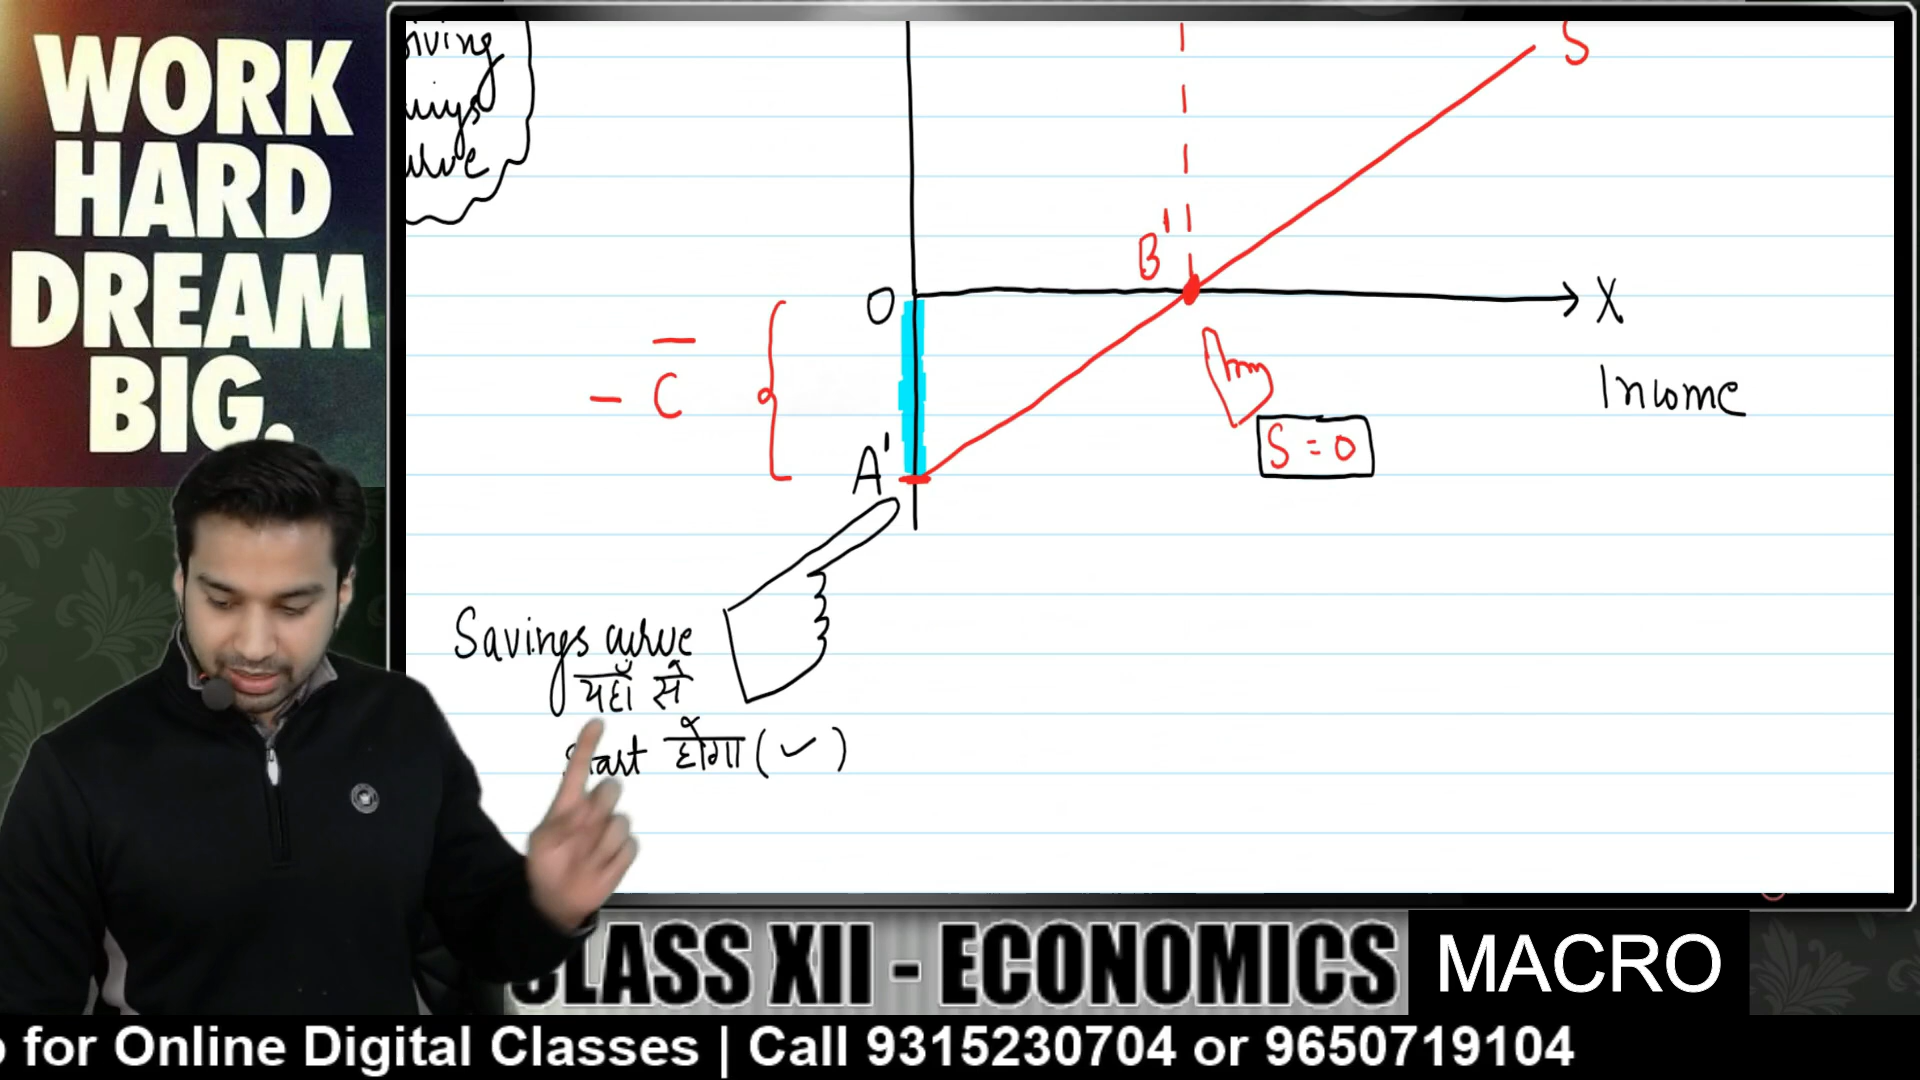 WORK
HARD
DREAM
BIG.
S
B'
O
X
Income
- C̅
S = 0
A'
Savings curve
यहाँ से
होगा (✓)
CLASS XII - ECONOMICS
MACRO
for Online Digital Classes | Call 9315230704 or 9650719104